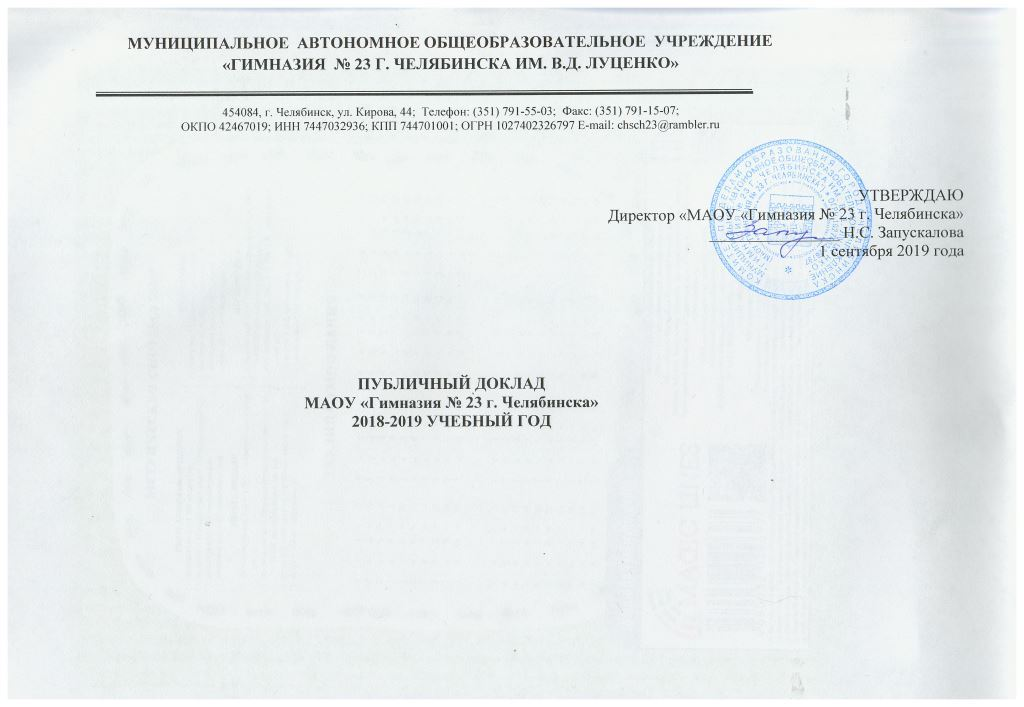 МУНИЦИПАЛЬНОЕ АВТОНОМНОЕ ОБЩЕОБРАЗОВАТЕЛЬНОЕ УЧРЕЖДЕНИЕ
«ГИМНАЗИЯ № 23 Г. ЧЕЛЯБИНСКА ИМ. В.Д. ЛУЦЕНКО»
454084, г. Челябинск, ул. Кирова, 44; Телефон: (351) 791-55-03; Факс: (351) 791-15-07;
ОКПО 42467019; ИНН 7447032936; КПП 744701001; ОГРН 1027402326797 E-mail: chsch23@rambler.ru
УТВЕРЖДАЮ
Директор «МАОУ «Гимназия № 23 г. Челябинска»
Н.С. Запускалова
1 сентября 2019 года
ПУБЛИЧНЫЙ ДОКЛАД
МАОУ «Гимназия № 23 г. Челябинска»
2018-2019 УЧЕБНЫЙ ГОД